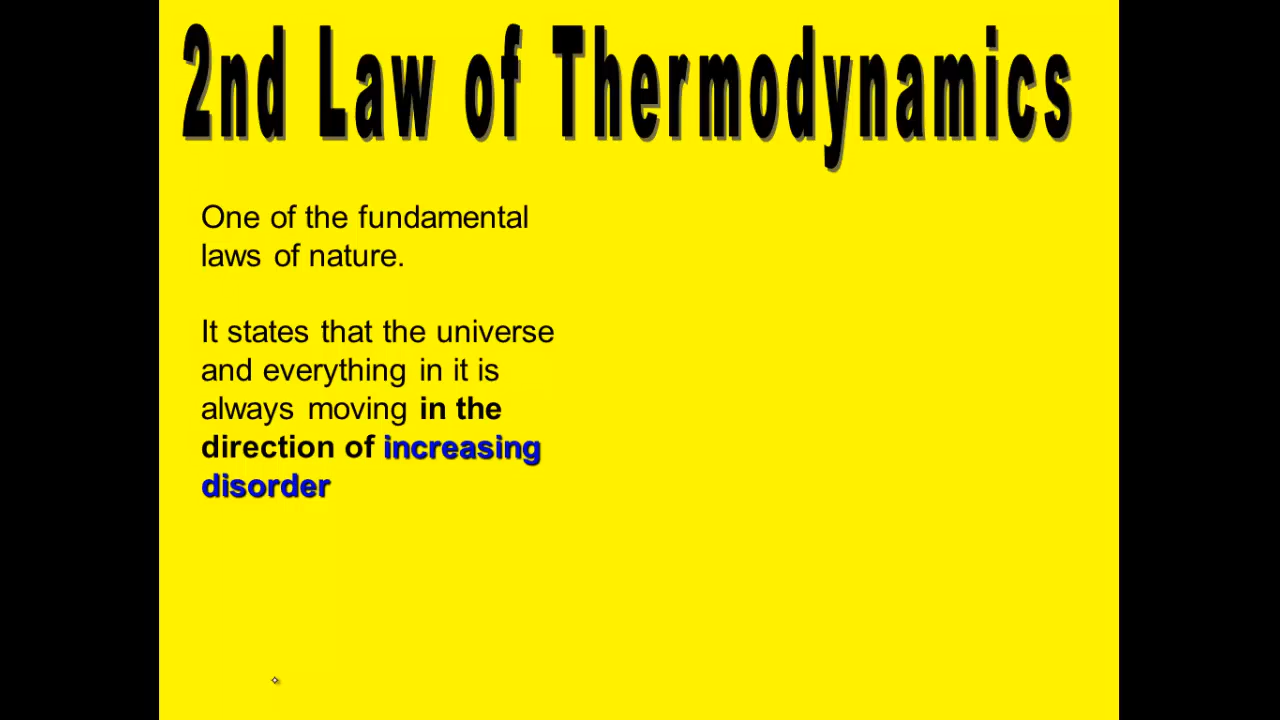 2nd Law of Thermodynamics
One of the fundamental
laws of nature.
It states that the universe
and everything in it is
always moving in the
direction of increasing
disorder